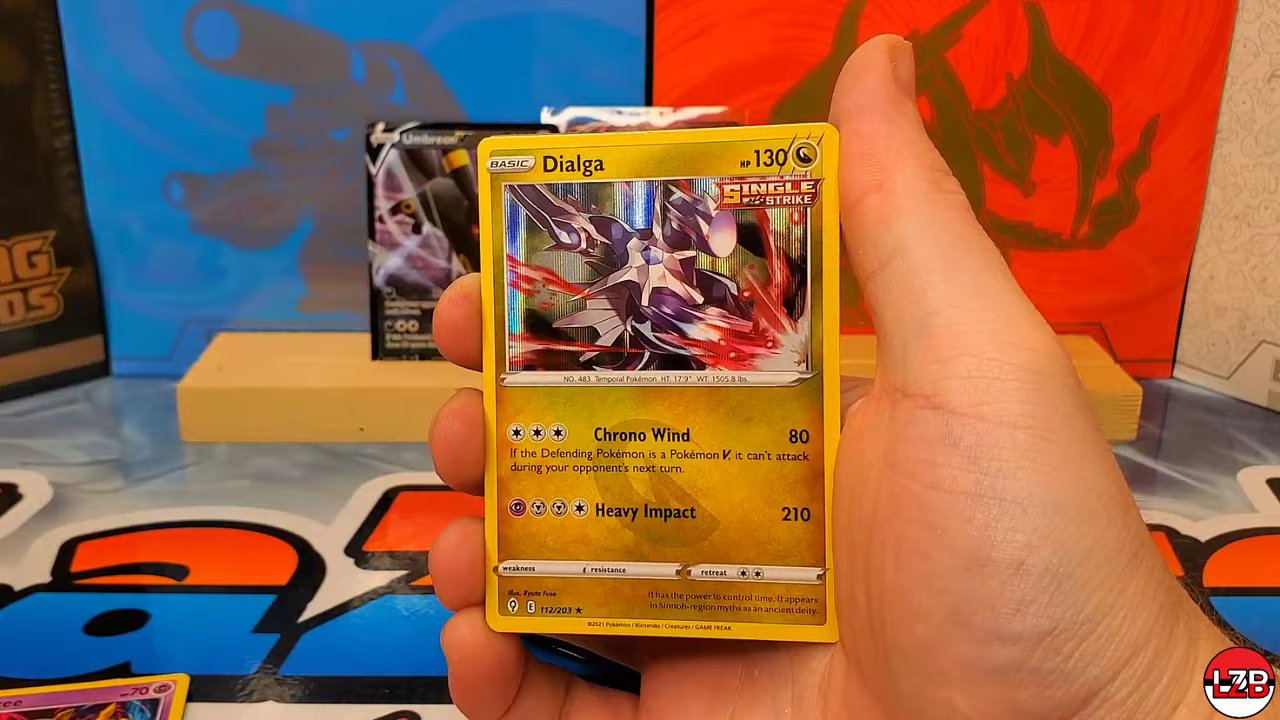 Umbreon
BASIC Dialga HP 130
SINGLE
STRIKE
NO. 483 Temporal Pokémon HT: 17'9" WT: 1505.8 lbs.
Chrono Wind 80
If the Defending Pokémon is a Pokémon V, it can't attack
during your opponent's next turn.
Heavy Impact 210
weakness resistance retreat
Illus. Ryuta Fuse
It has the power to control time. It appears
in Sinnoh-region myths as an ancient deity.
E 112/203 ★
©2021 Pokémon / Nintendo / Creatures / GAME FREAK
70
LZB